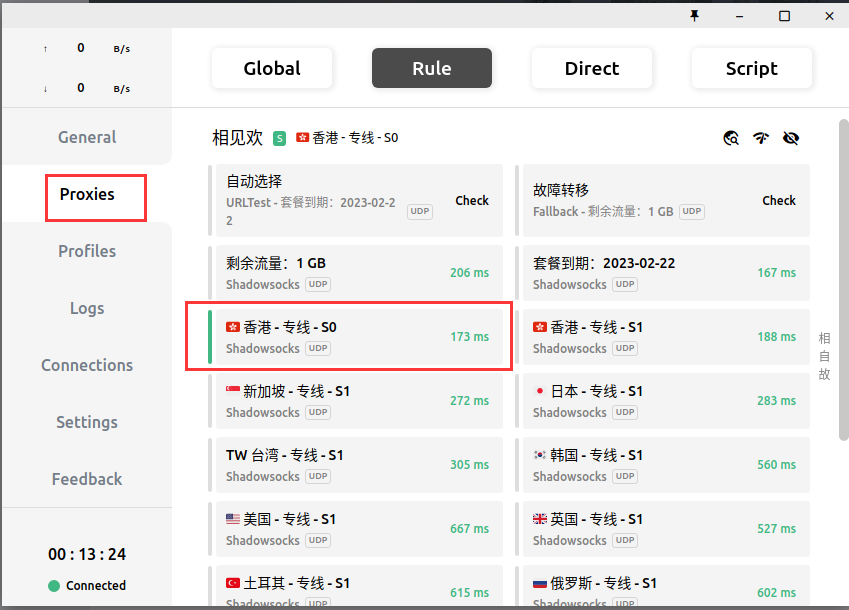 ↑ 0 B/s
↓ 0 B/s
General
Proxies
Profiles
Logs
Connections
Settings
Feedback
00 : 13 : 24
Connected
Global Rule Direct Script
相见欢 S 香港 - 专线 - S0
自动选择
URLTest - 套餐到期：2023-02-2
2 UDP
Check
故障转移
Fallback - 剩余流量：1 GB UDP
Check
剩余流量：1 GB
Shadowsocks UDP
206 ms
套餐到期：2023-02-22
Shadowsocks UDP
167 ms
香港 - 专线 - S0
Shadowsocks UDP
173 ms
香港 - 专线 - S1
Shadowsocks UDP
188 ms
新加坡 - 专线 - S1
Shadowsocks UDP
272 ms
日本 - 专线 - S1
Shadowsocks UDP
283 ms
TW 台湾 - 专线 - S1
Shadowsocks UDP
305 ms
韩国 - 专线 - S1
Shadowsocks UDP
560 ms
美国 - 专线 - S1
Shadowsocks UDP
667 ms
英国 - 专线 - S1
Shadowsocks UDP
527 ms
土耳其 - 专线 - S1
Shadowsocks UDP
615 ms
俄罗斯 - 专线 - S1
Shadowsocks UDP
602 ms
相
自
故